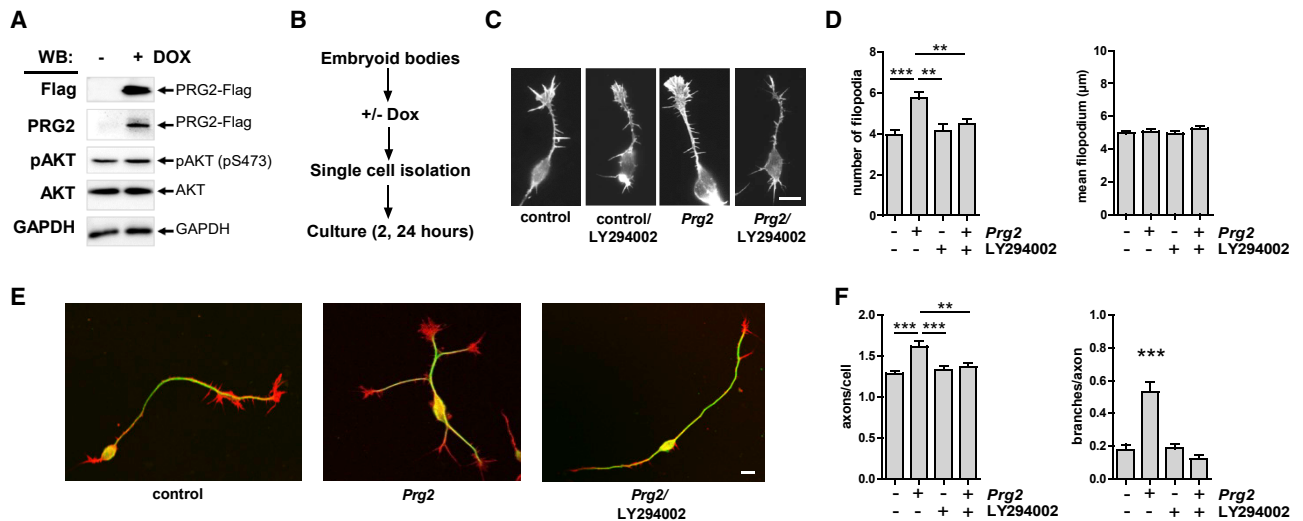 A
WB: - + DOX
Flag PRG2-Flag
PRG2 PRG2-Flag
pAKT pAKT (pS473)
AKT AKT
GAPDH GAPDH
B
Embryoid bodies
+/- Dox
Single cell isolation
Culture (2, 24 hours)
C
control
control/
LY294002
Prg2
Prg2/
LY294002
D
number of filopodia
8
6
4
2
0
**
*** **
- + - + Prg2
- - + + LY294002
mean filopodium (µm)
10
8
6
4
2
0
- + - + Prg2
- - + + LY294002
E
control
Prg2
Prg2/
LY294002
F
axons/cell
2.0
1.5
1.0
0.5
0.0
**
*** ***
- + - + Prg2
- - + + LY294002
branches/axon
1.0
0.8
0.6
0.4
0.2
0.0
***
- + - + Prg2
- - + + LY294002